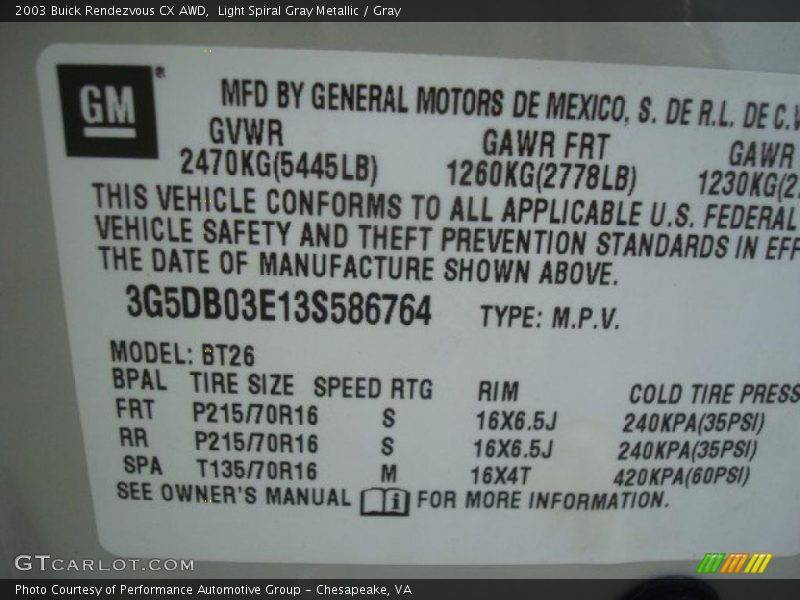 2003 Buick Rendezvous CX AWD, Light Spiral Gray Metallic / Gray
GM ®
MFD BY GENERAL MOTORS DE MEXICO, S. DE R.L. DE C.V
GVWR GAWR FRT GAWR
2470KG(5445LB) 1260KG(2778LB) 1230KG(2
THIS VEHICLE CONFORMS TO ALL APPLICABLE U.S. FEDERAL
VEHICLE SAFETY AND THEFT PREVENTION STANDARDS IN EFF
THE DATE OF MANUFACTURE SHOWN ABOVE.
3G5DB03E13S586764 TYPE: M.P.V.
MODEL: BT26
BPAL TIRE SIZE SPEED RTG RIM COLD TIRE PRESS
FRT P215/70R16 S 16X6.5J 240KPA(35PSI)
RR P215/70R16 S 16X6.5J 240KPA(35PSI)
SPA T135/70R16 M 16X4T 420KPA(60PSI)
SEE OWNER'S MANUAL i FOR MORE INFORMATION.
GTCARLOT.COM
Photo Courtesy of Performance Automotive Group - Chesapeake, VA